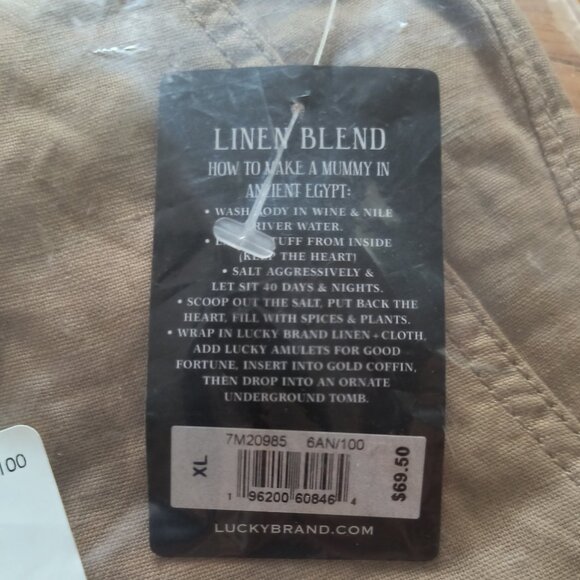 LINEN BLEND
HOW TO MAKE A MUMMY IN
ANCIENT EGYPT:
• WASH BODY IN WINE & NILE
RIVER WATER.
• STUFF FROM INSIDE
(KEEP THE HEART)
• SALT AGGRESSIVELY &
LET SIT 40 DAYS & NIGHTS.
• SCOOP OUT THE SALT, PUT BACK THE
HEART, FILL WITH SPICES & PLANTS.
• WRAP IN LUCKY BRAND LINEN + CLOTH,
ADD LUCKY AMULETS FOR GOOD
FORTUNE, INSERT INTO GOLD COFFIN,
THEN DROP INTO AN ORNATE
UNDERGROUND TOMB.
7M20985 6AN/100
XL
1 96200 60846 4
$69.50
LUCKYBRAND.COM
/100